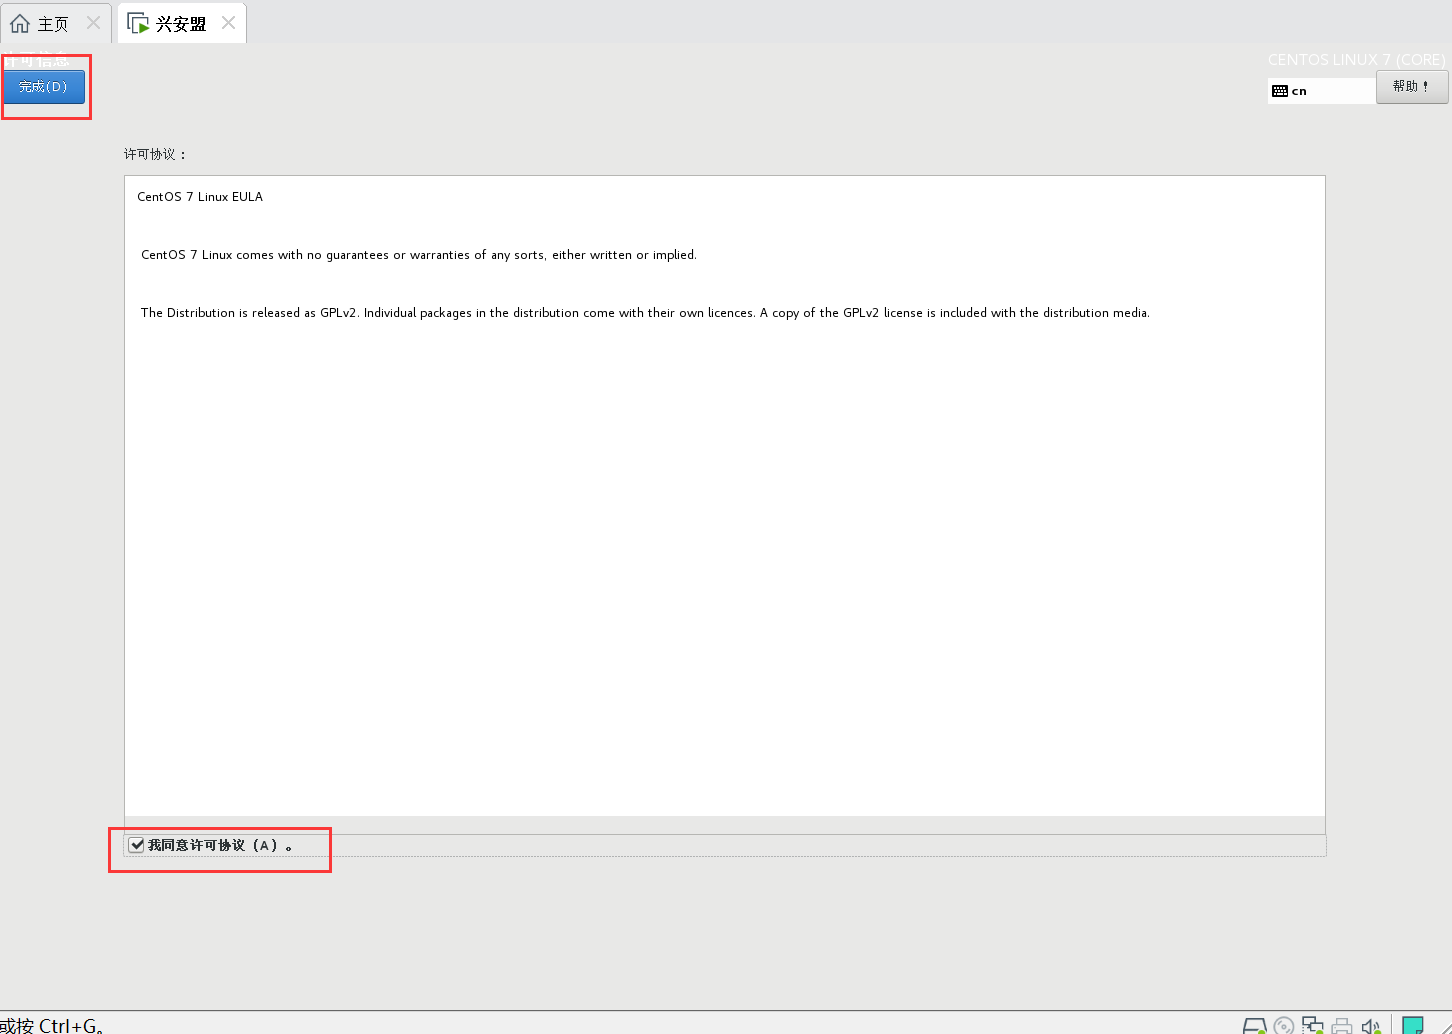 主页
兴安盟
许可信息
CENTOS LINUX 7 (CORE)
完成(D)
cn
帮助！
许可协议：
CentOS 7 Linux EULA
CentOS 7 Linux comes with no guarantees or warranties of any sorts, either written or implied.
The Distribution is released as GPLv2. Individual packages in the distribution come with their own licences. A copy of the GPLv2 license is included with the distribution media.
我同意许可协议（A）。
或按 Ctrl+G。